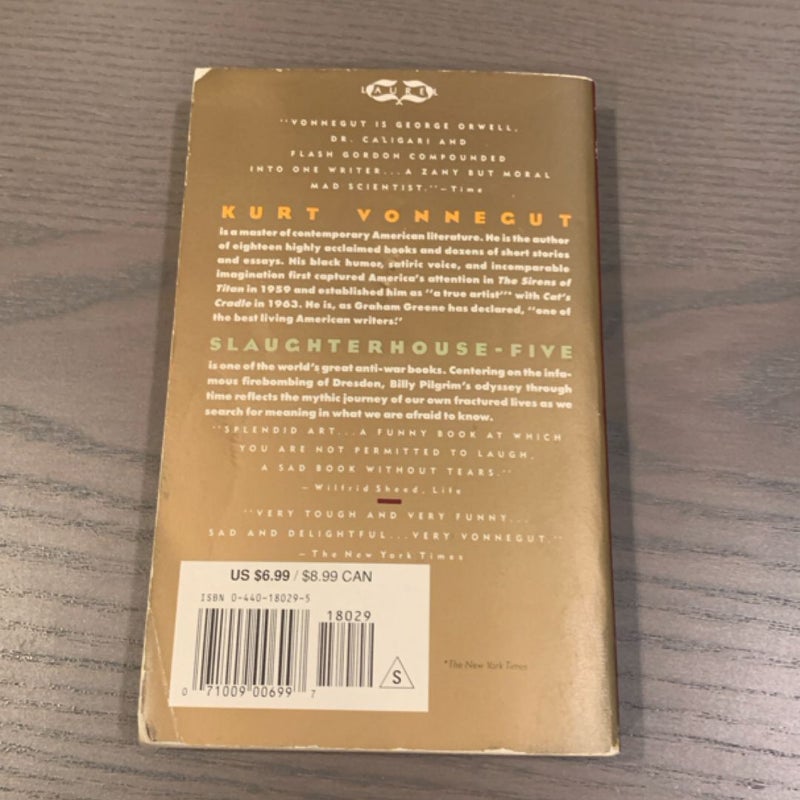 LAUREL
"VONNEGUT IS GEORGE ORWELL,
DR. CALIGARI AND
FLASH GORDON COMPOUNDED
INTO ONE WRITER...A ZANY BUT MORAL
MAD SCIENTIST."—Time
KURT VONNEGUT
is a master of contemporary American literature. He is the author
of eighteen highly acclaimed books and dozens of short stories
and essays. His black humor, satiric voice, and incomparable
imagination first captured America's attention in The Sirens of
Titan in 1959 and established him as "a true artist"* with Cat's
Cradle in 1963. He is, as Graham Greene has declared, "one of
the best living American writers."
SLAUGHTERHOUSE-FIVE
is one of the world's great anti-war books. Centering on the infa-
mous firebombing of Dresden, Billy Pilgrim's odyssey through
time reflects the mythic journey of our own fractured lives as we
search for meaning in what we are afraid to know.
"SPLENDID ART...A FUNNY BOOK AT WHICH
YOU ARE NOT PERMITTED TO LAUGH,
A SAD BOOK WITHOUT TEARS."
—Wilfrid Sheed, Life
"VERY TOUGH AND VERY FUNNY...
SAD AND DELIGHTFUL...VERY VONNEGUT."
—The New York Times
US $6.99 / $8.99 CAN
ISBN 0-440-18029-5
18029
0 71009 00699 7
S
*The New York Times